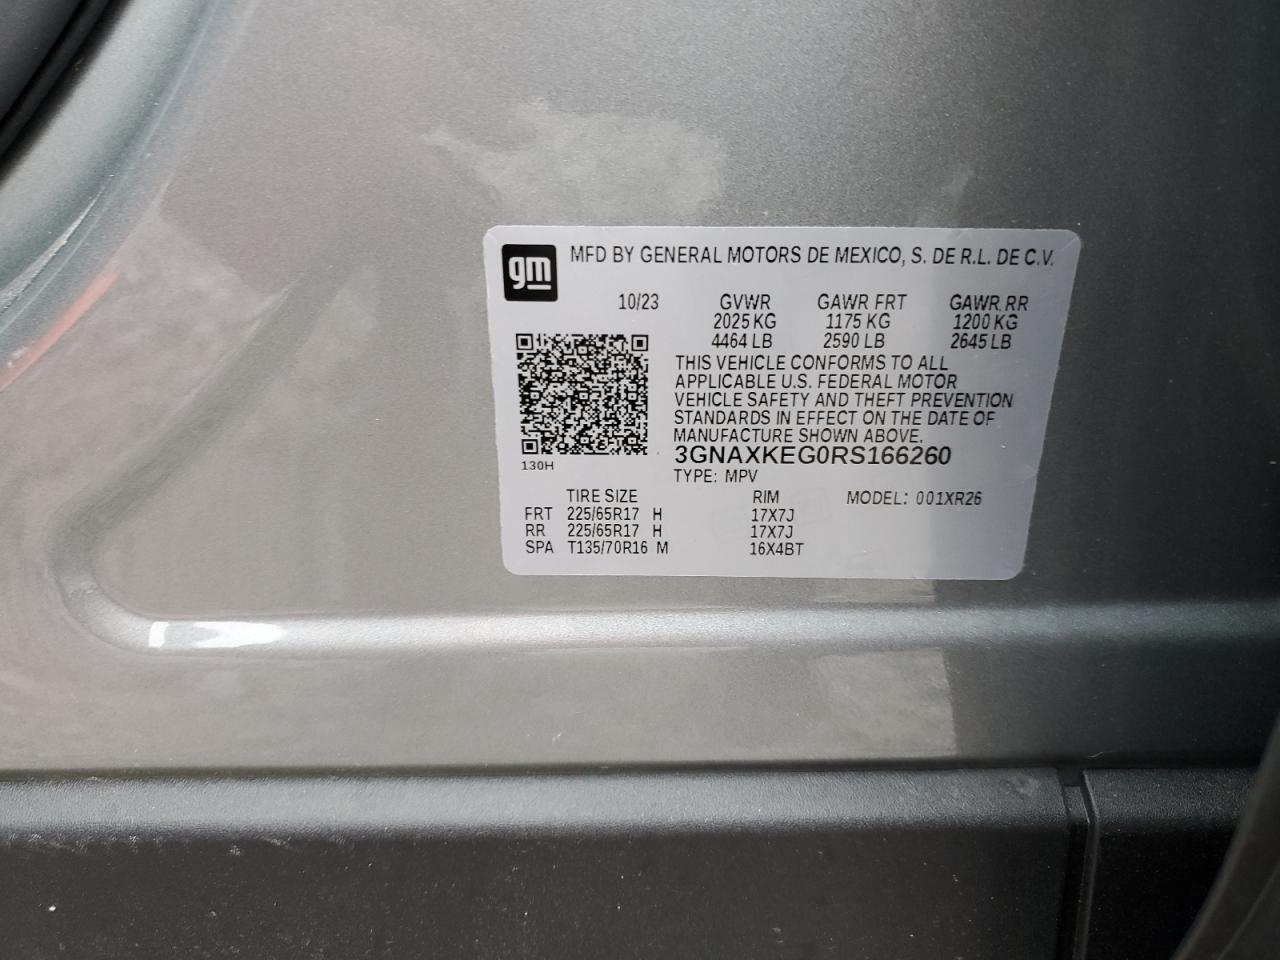 gm
MFD BY GENERAL MOTORS DE MEXICO, S. DE R.L. DE C.V.
10/23 GVWR GAWR FRT GAWR RR
2025 KG 1175 KG 1200 KG
4464 LB 2590 LB 2645 LB
THIS VEHICLE CONFORMS TO ALL
APPLICABLE U.S. FEDERAL MOTOR
VEHICLE SAFETY AND THEFT PREVENTION
STANDARDS IN EFFECT ON THE DATE OF
MANUFACTURE SHOWN ABOVE.
3GNAXKEG0RS166260
130H
TYPE: MPV
TIRE SIZE RIM MODEL: 001XR26
FRT 225/65R17 H 17X7J
RR 225/65R17 H 17X7J
SPA T135/70R16 M 16X4BT